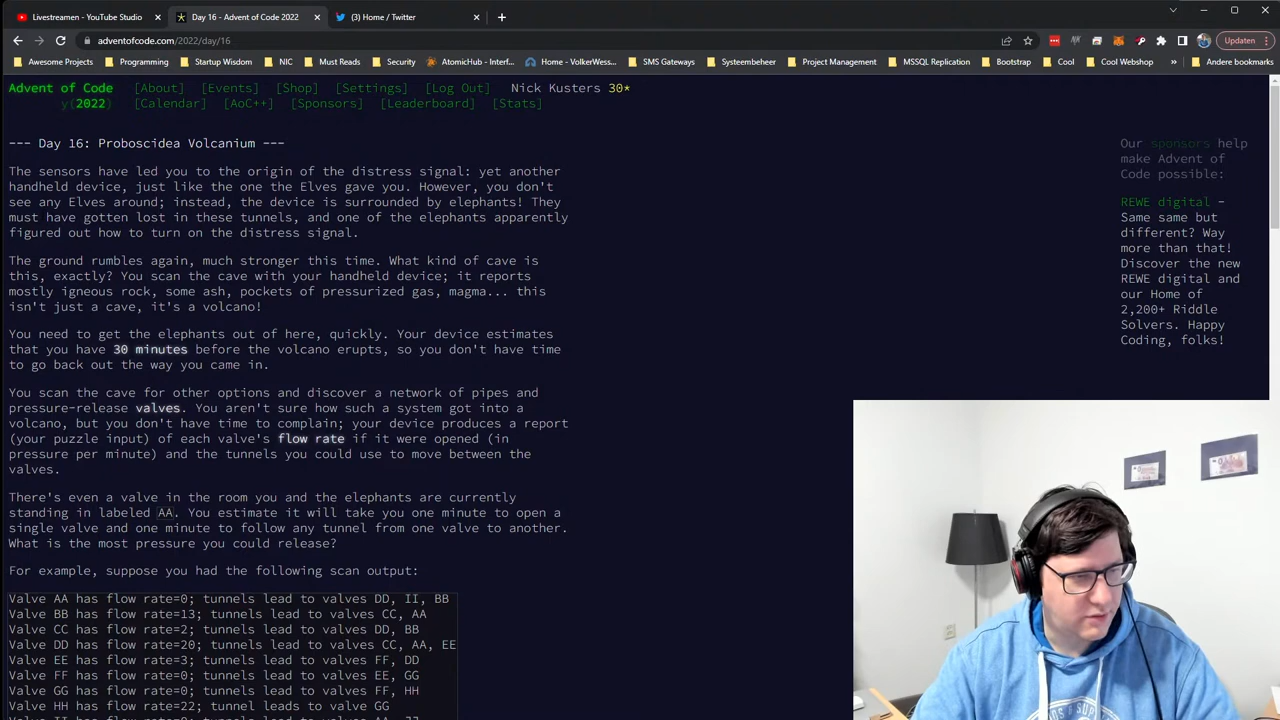 Livestreamen - YouTube Studio
Day 16 - Advent of Code 2022
(3) Home / Twitter
adventofcode.com/2022/day/16
Updaten
Awesome Projects
Programming
Startup Wisdom
NIC
Must Reads
Security
AtomicHub - Interf...
Home - VolkerWess...
SMS Gateways
Systeembeheer
Project Management
MSSQL Replication
Bootstrap
Cool
Cool Webshop
»
Andere bookmarks
Advent of Code [About] [Events] [Shop] [Settings] [Log Out] Nick Kusters 30*
y(2022) [Calendar] [AoC++] [Sponsors] [Leaderboard] [Stats]
--- Day 16: Proboscidea Volcanium ---
The sensors have led you to the origin of the distress signal: yet another
handheld device, just like the one the Elves gave you. However, you don't
see any Elves around; instead, the device is surrounded by elephants! They
must have gotten lost in these tunnels, and one of the elephants apparently
figured out how to turn on the distress signal.
The ground rumbles again, much stronger this time. What kind of cave is
this, exactly? You scan the cave with your handheld device; it reports
mostly igneous rock, some ash, pockets of pressurized gas, magma... this
isn't just a cave, it's a volcano!
You need to get the elephants out of here, quickly. Your device estimates
that you have 30 minutes before the volcano erupts, so you don't have time
to go back out the way you came in.
You scan the cave for other options and discover a network of pipes and
pressure-release valves. You aren't sure how such a system got into a
volcano, but you don't have time to complain; your device produces a report
(your puzzle input) of each valve's flow rate if it were opened (in
pressure per minute) and the tunnels you could use to move between the
valves.
There's even a valve in the room you and the elephants are currently
standing in labeled AA. You estimate it will take you one minute to open a
single valve and one minute to follow any tunnel from one valve to another.
What is the most pressure you could release?
For example, suppose you had the following scan output:
Valve AA has flow rate=0; tunnels lead to valves DD, II, BB
Valve BB has flow rate=13; tunnels lead to valves CC, AA
Valve CC has flow rate=2; tunnels lead to valves DD, BB
Valve DD has flow rate=20; tunnels lead to valves CC, AA, EE
Valve EE has flow rate=3; tunnels lead to valves FF, DD
Valve FF has flow rate=0; tunnels lead to valves EE, GG
Valve GG has flow rate=0; tunnels lead to valves FF, HH
Valve HH has flow rate=22; tunnel leads to valve GG
Our sponsors help
make Advent of
Code possible:
REWE digital -
Same same but
different? Way
more than that!
Discover the new
REWE digital and
our Home of
2,200+ Riddle
Solvers. Happy
Coding, folks!